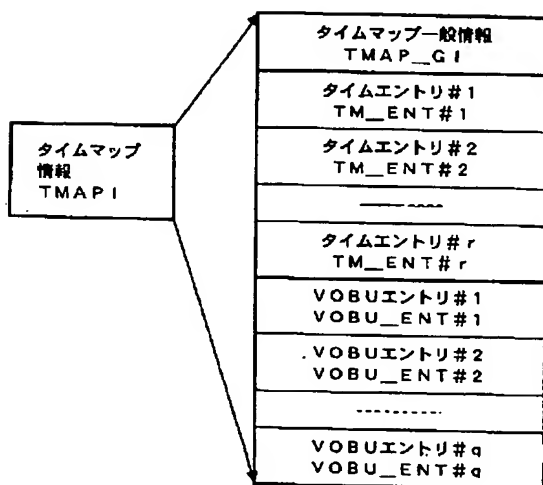 タイムマップ
情報
TMAPI
タイムマップ一般情報
TMAP_GI
タイムエントリ#1
TM_ENT#1
タイムエントリ#2
TM_ENT#2
タイムエントリ#r
TM_ENT#r
VOBUエントリ#1
VOBU_ENT#1
VOBUエントリ#2
VOBU_ENT#2
VOBUエントリ#q
VOBU_ENT#q